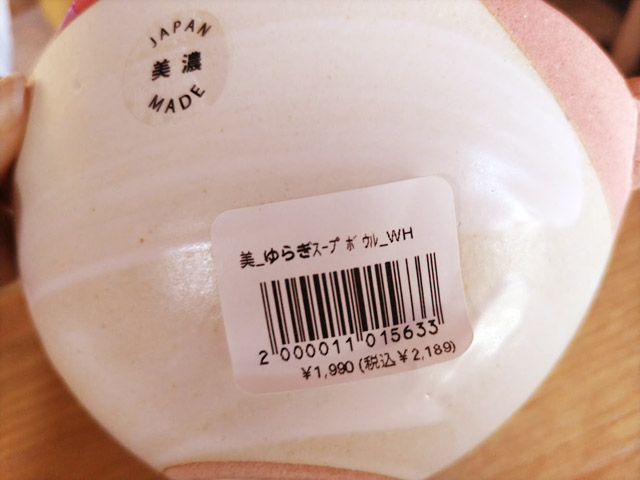 JAPAN
美濃
MADE
美_ゆらぎスープ ボ ウル_WH
2 000011 015633
¥1,990 (税込¥2,189)